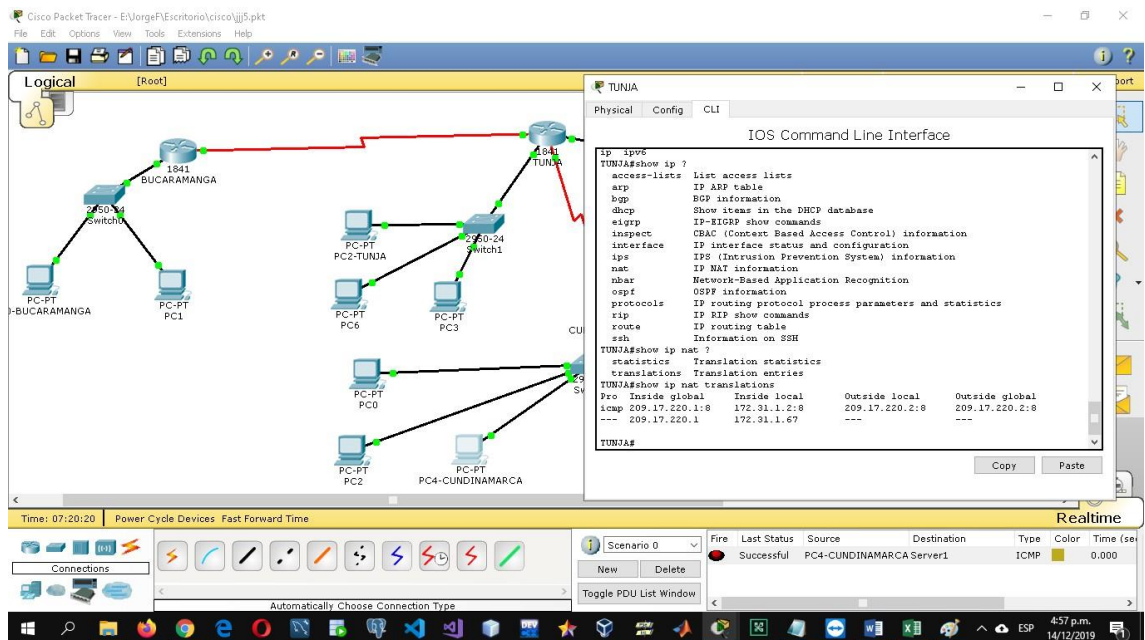 Cisco Packet Tracer - E:\JorgeF\Escritorio\cisco\jjj5.pkt
File Edit Options View Tools Extensions Help
Logical
[Root]
1841
BUCARAMANGA
2950-24
Switch0
PC-PT
0-BUCARAMANGA
PC-PT
PC1
1841
TUNJA
PC-PT
PC2-TUNJA
2950-24
Switch1
PC-PT
PC6
PC-PT
PC3
CU
PC-PT
PC0
PC-PT
PC2
PC-PT
PC4-CUNDINAMARCA
TUNJA
Physical Config CLI
IOS Command Line Interface
ip ipv6
TUNJA#show ip ?
access-lists List access lists
arp IP ARP table
bgp BGP information
dhcp Show items in the DHCP database
eigrp IP-EIGRP show commands
inspect CBAC (Context Based Access Control) information
interface IP interface status and configuration
ips IPS (Intrusion Prevention System) information
nat IP NAT information
nbar Network-Based Application Recognition
ospf OSPF information
protocols IP routing protocol process parameters and statistics
rip IP RIP show commands
route IP routing table
ssh Information on SSH
TUNJA#show ip nat ?
statistics Translation statistics
translations Translation entries
TUNJA#show ip nat translations
Pro Inside global Inside local Outside local Outside global
icmp 209.17.220.1:8 172.31.1.2:8 209.17.220.2:8 209.17.220.2:8
--- 209.17.220.1 172.31.1.67 --- ---
TUNJA#
Copy Paste
Time: 07:20:20 Power Cycle Devices Fast Forward Time
Realtime
Connections
Automatically Choose Connection Type
Scenario 0
New Delete
Toggle PDU List Window
Fire Last Status Source Destination Type Color Time (se
Successful PC4-CUNDINAMARCA Server1 ICMP 0.000
ESP
4:57 p.m.
14/12/2019